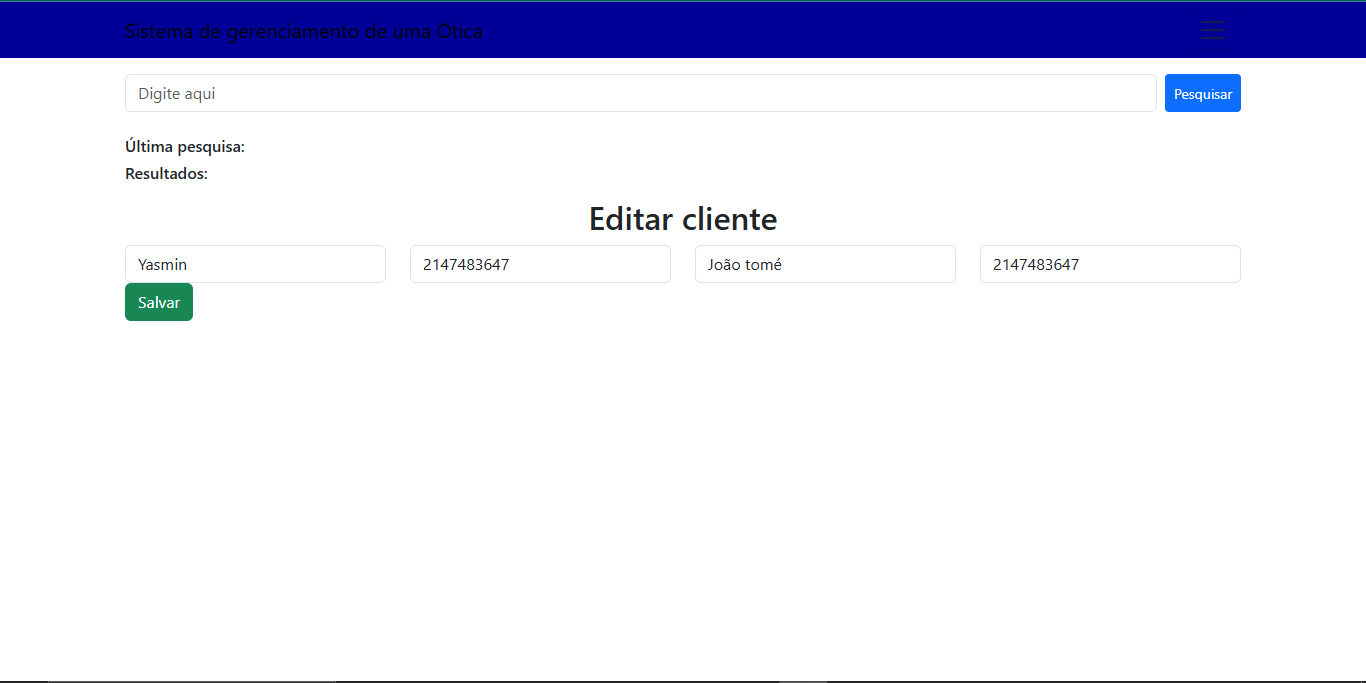 Sistema de gerenciamento de uma Ótica
Digite aqui
Pesquisar
Última pesquisa:
Resultados:
Editar cliente
Yasmin 2147483647 João tomé 2147483647
Salvar